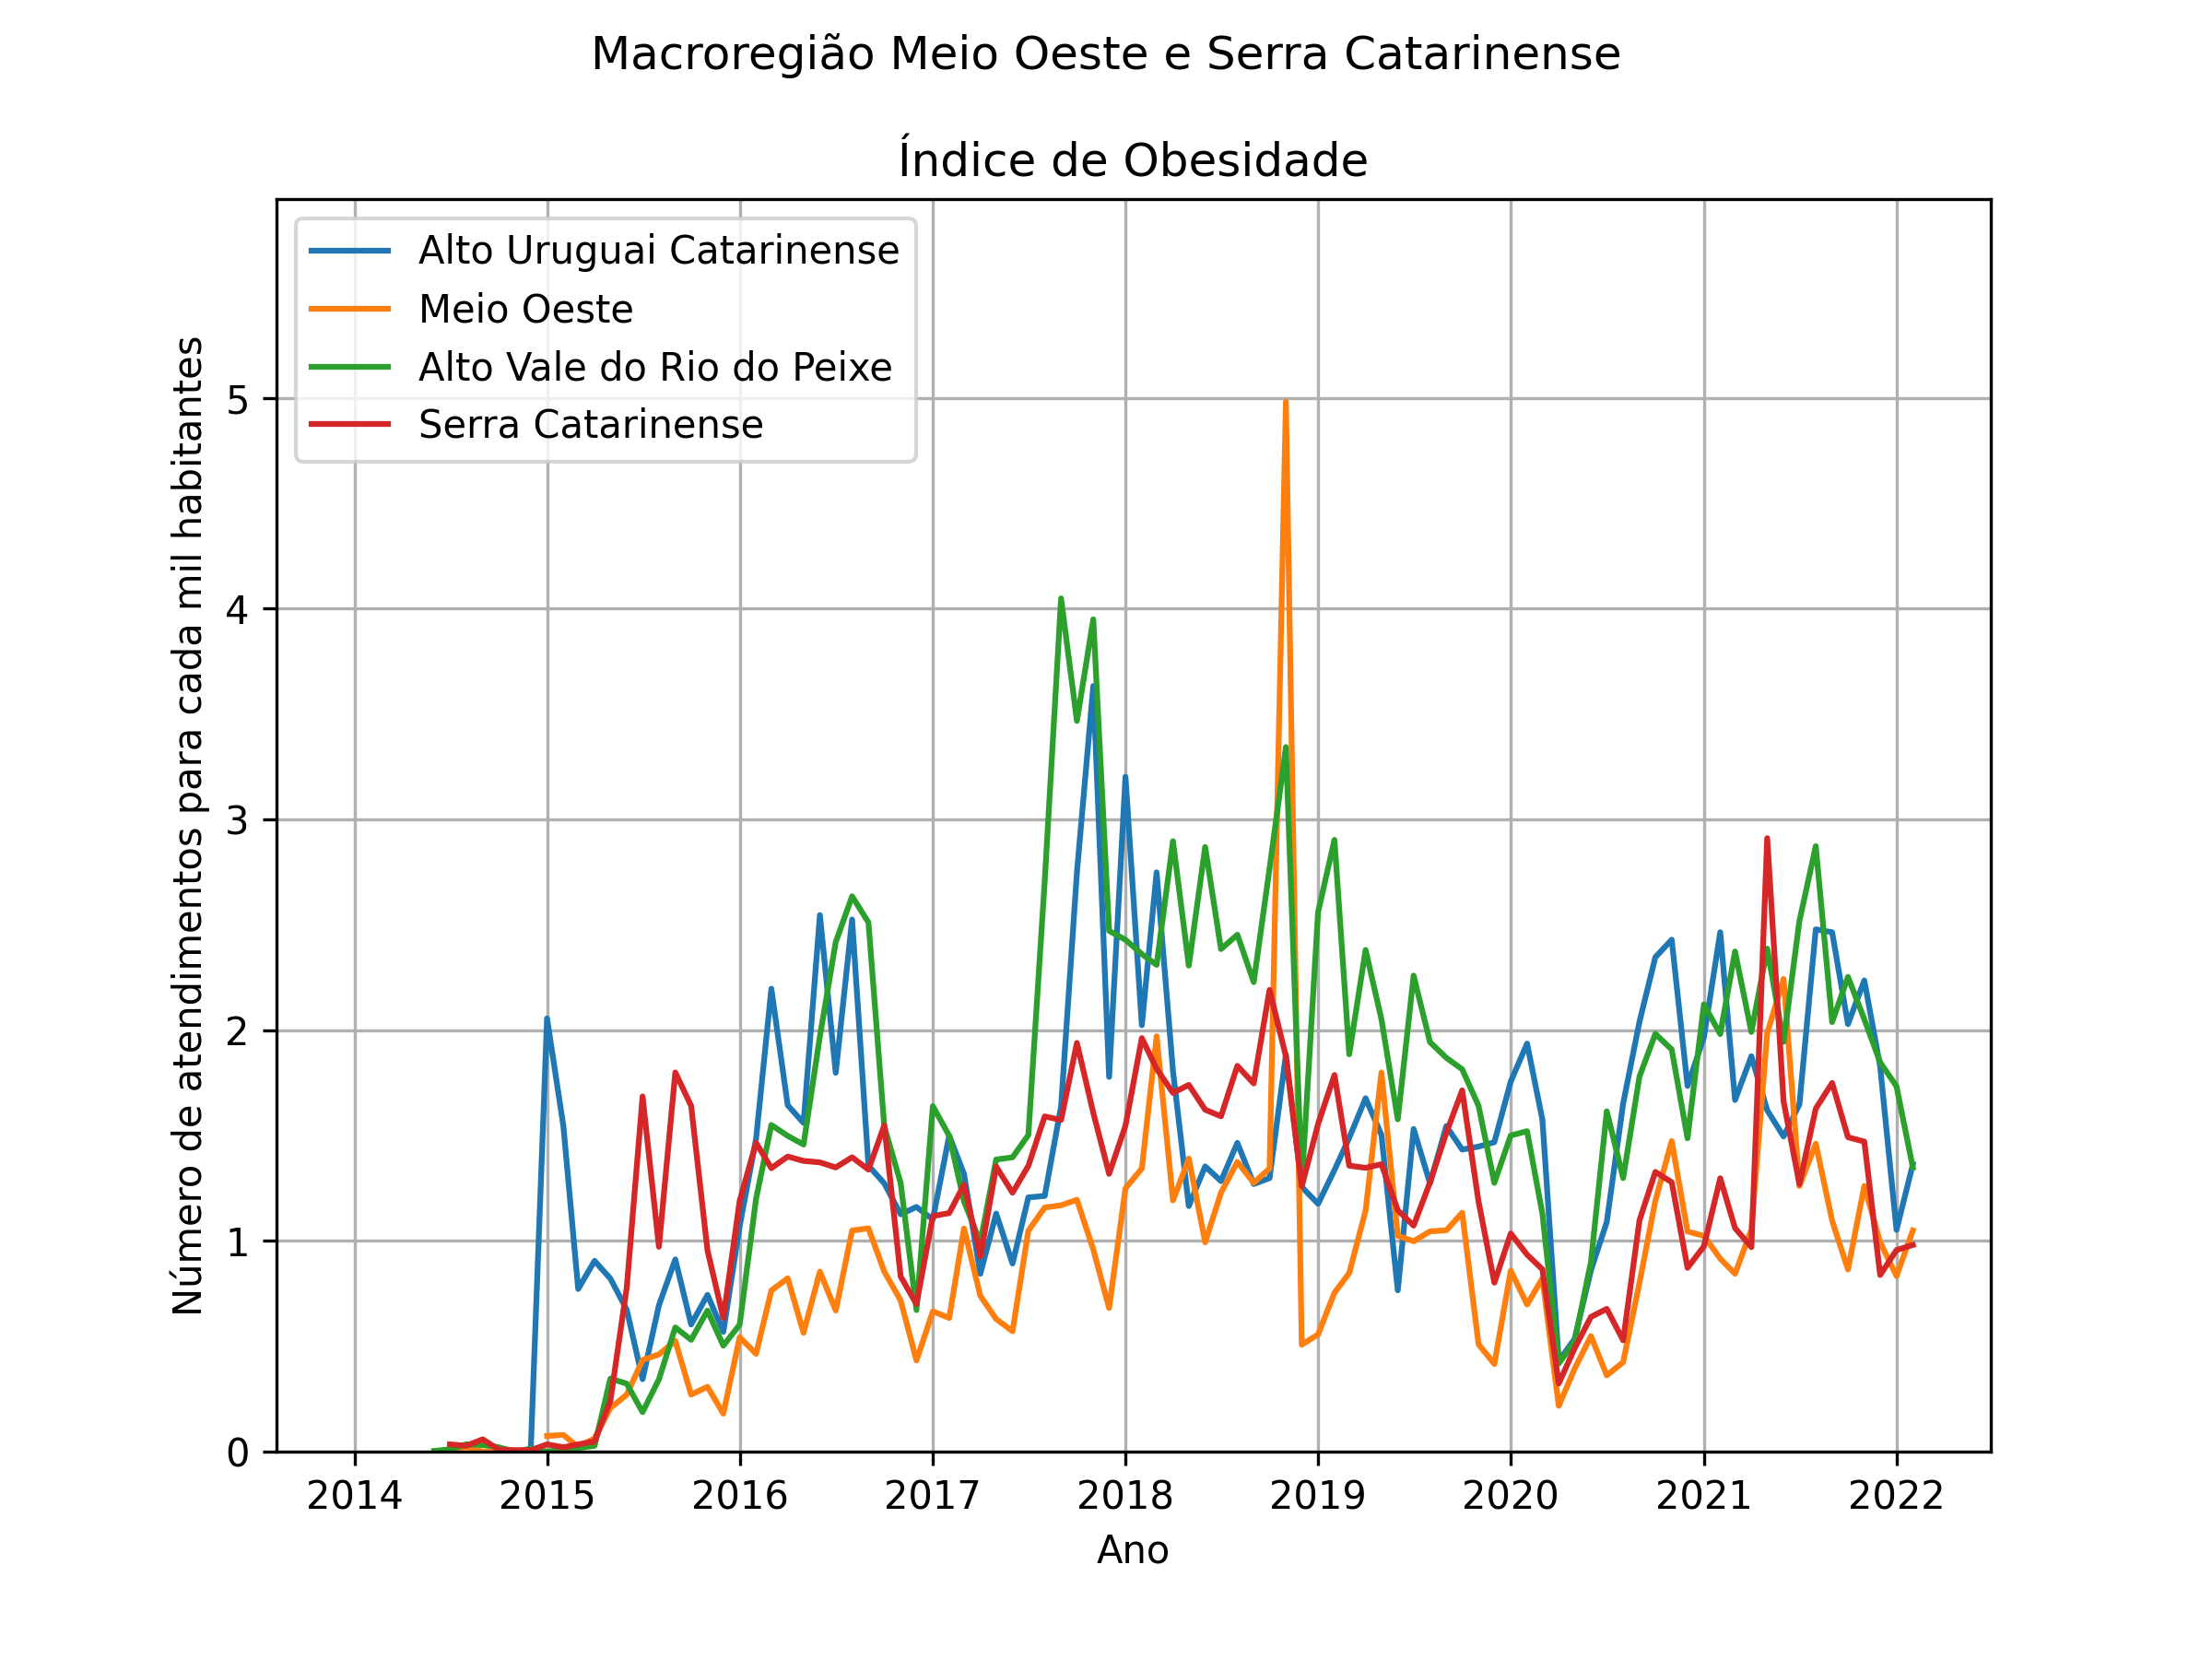 Macroregião Meio Oeste e Serra Catarinense
Índice de Obesidade
Alto Uruguai Catarinense
Meio Oeste
Alto Vale do Rio do Peixe
Serra Catarinense
Número de atendimentos para cada mil habitantes
5
4
3
2
1
0
2014 2015 2016 2017 2018 2019 2020 2021 2022
Ano